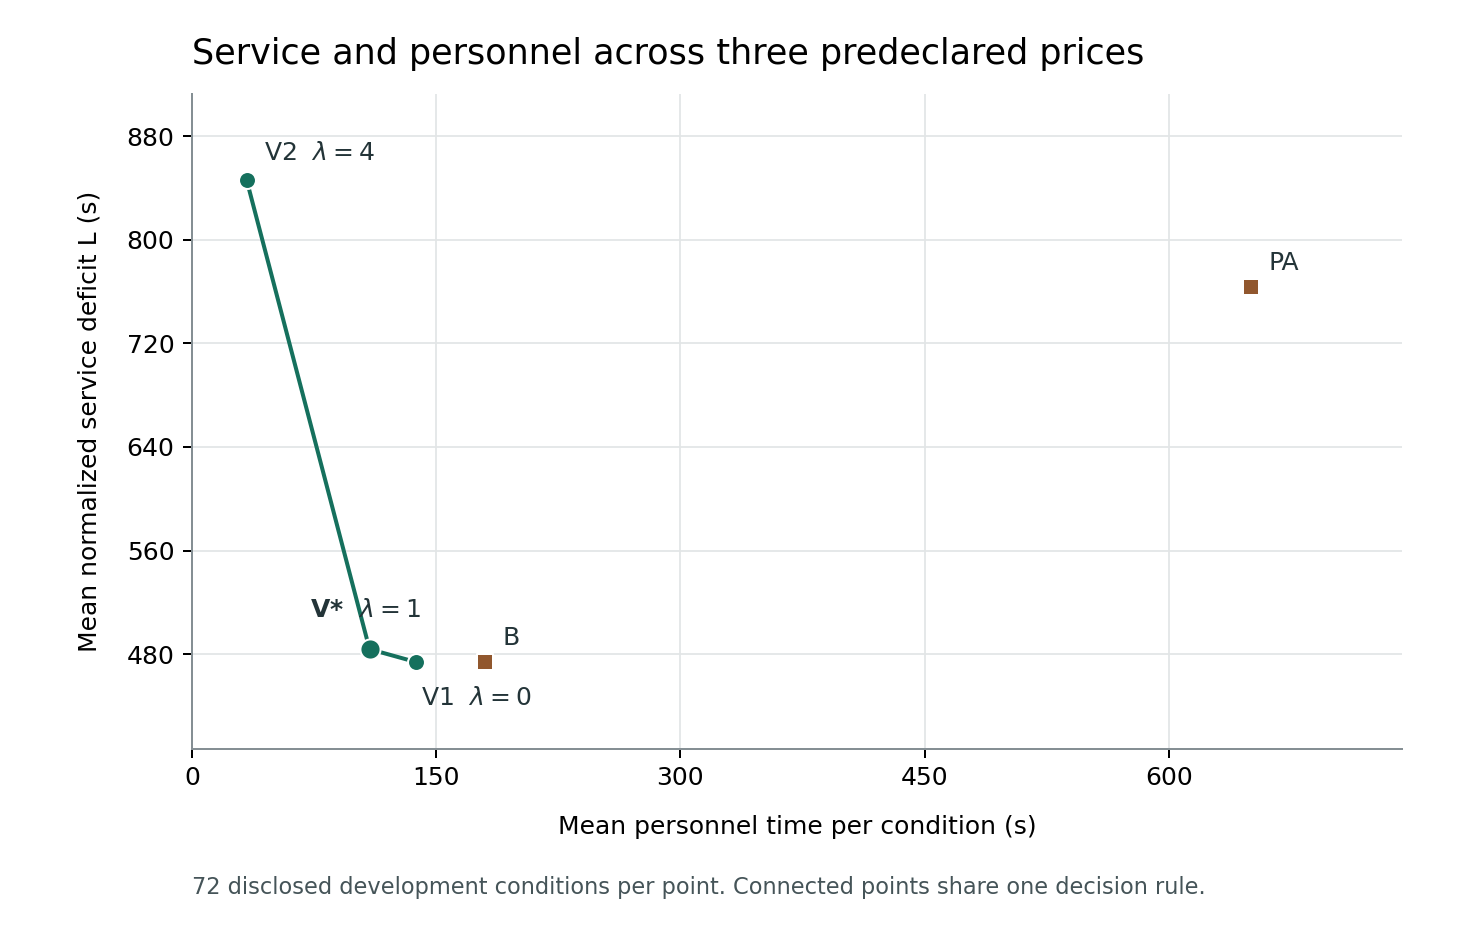 Service and personnel across three predeclared prices
Mean normalized service deficit L (s)
880
800
720
640
560
480
V2 λ = 4
PA
V* λ = 1
B
V1 λ = 0
0 150 300 450 600
Mean personnel time per condition (s)
72 disclosed development conditions per point. Connected points share one decision rule.